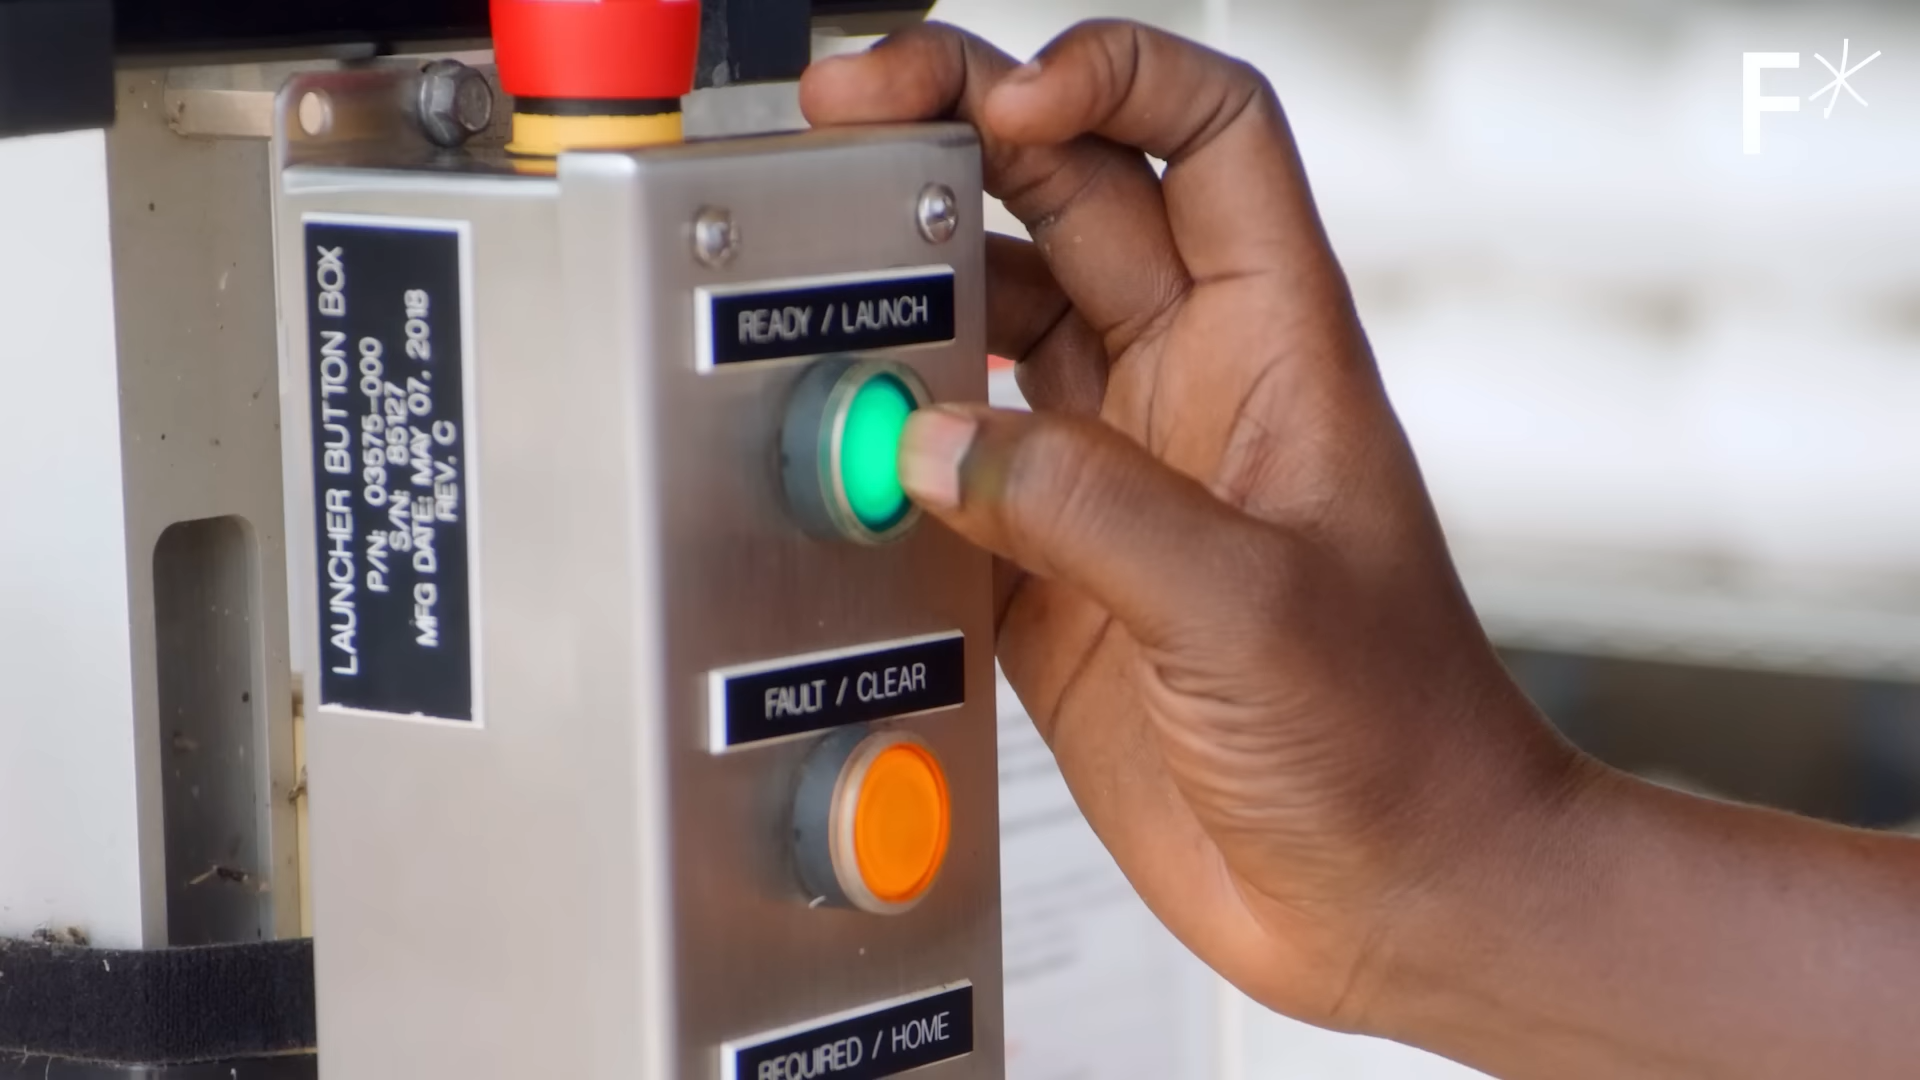 F*
LAUNCHER BUTTON BOX
P/N: 03575-000
S/N: 85127
MFG DATE: MAY 07, 2018
REV. C
READY / LAUNCH
FAULT / CLEAR
REQUIRED / HOME